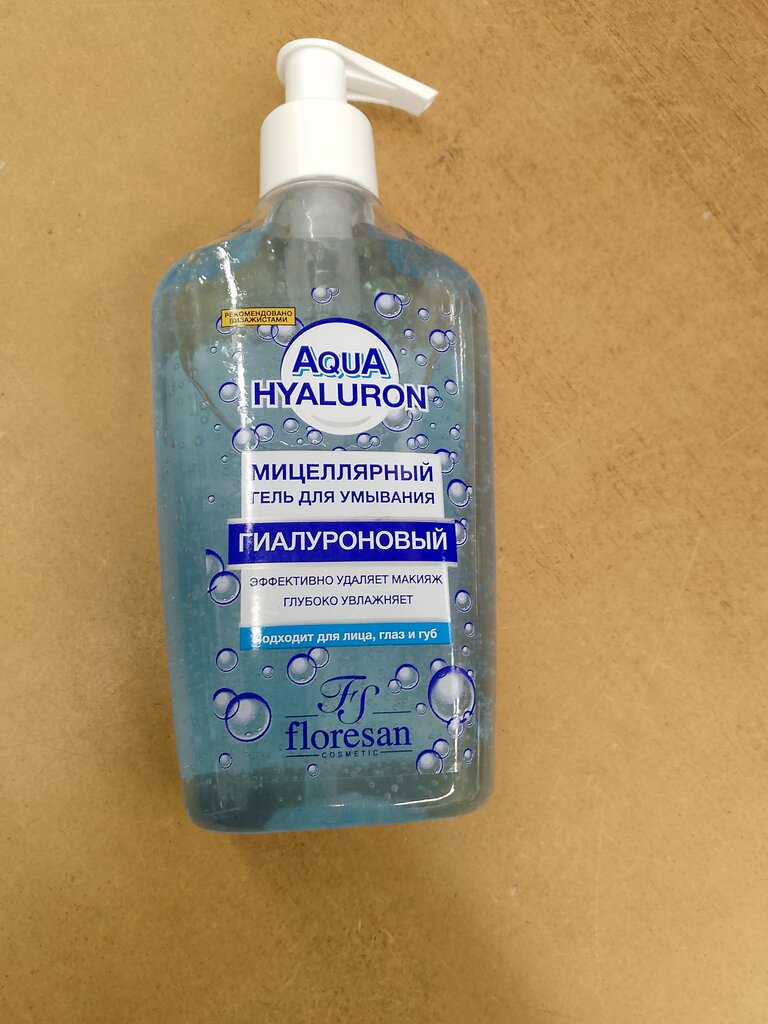 РЕКОМЕНДОВАНО
ВИЗАЖИСТАМИ
AQUA
HYALURON
МИЦЕЛЛЯРНЫЙ
ГЕЛЬ ДЛЯ УМЫВАНИЯ
ГИАЛУРОНОВЫЙ
ЭФФЕКТИВНО УДАЛЯЕТ МАКИЯЖ
ГЛУБОКО УВЛАЖНЯЕТ
Подходит для лица, глаз и губ
FS
floresan
COSMETIC